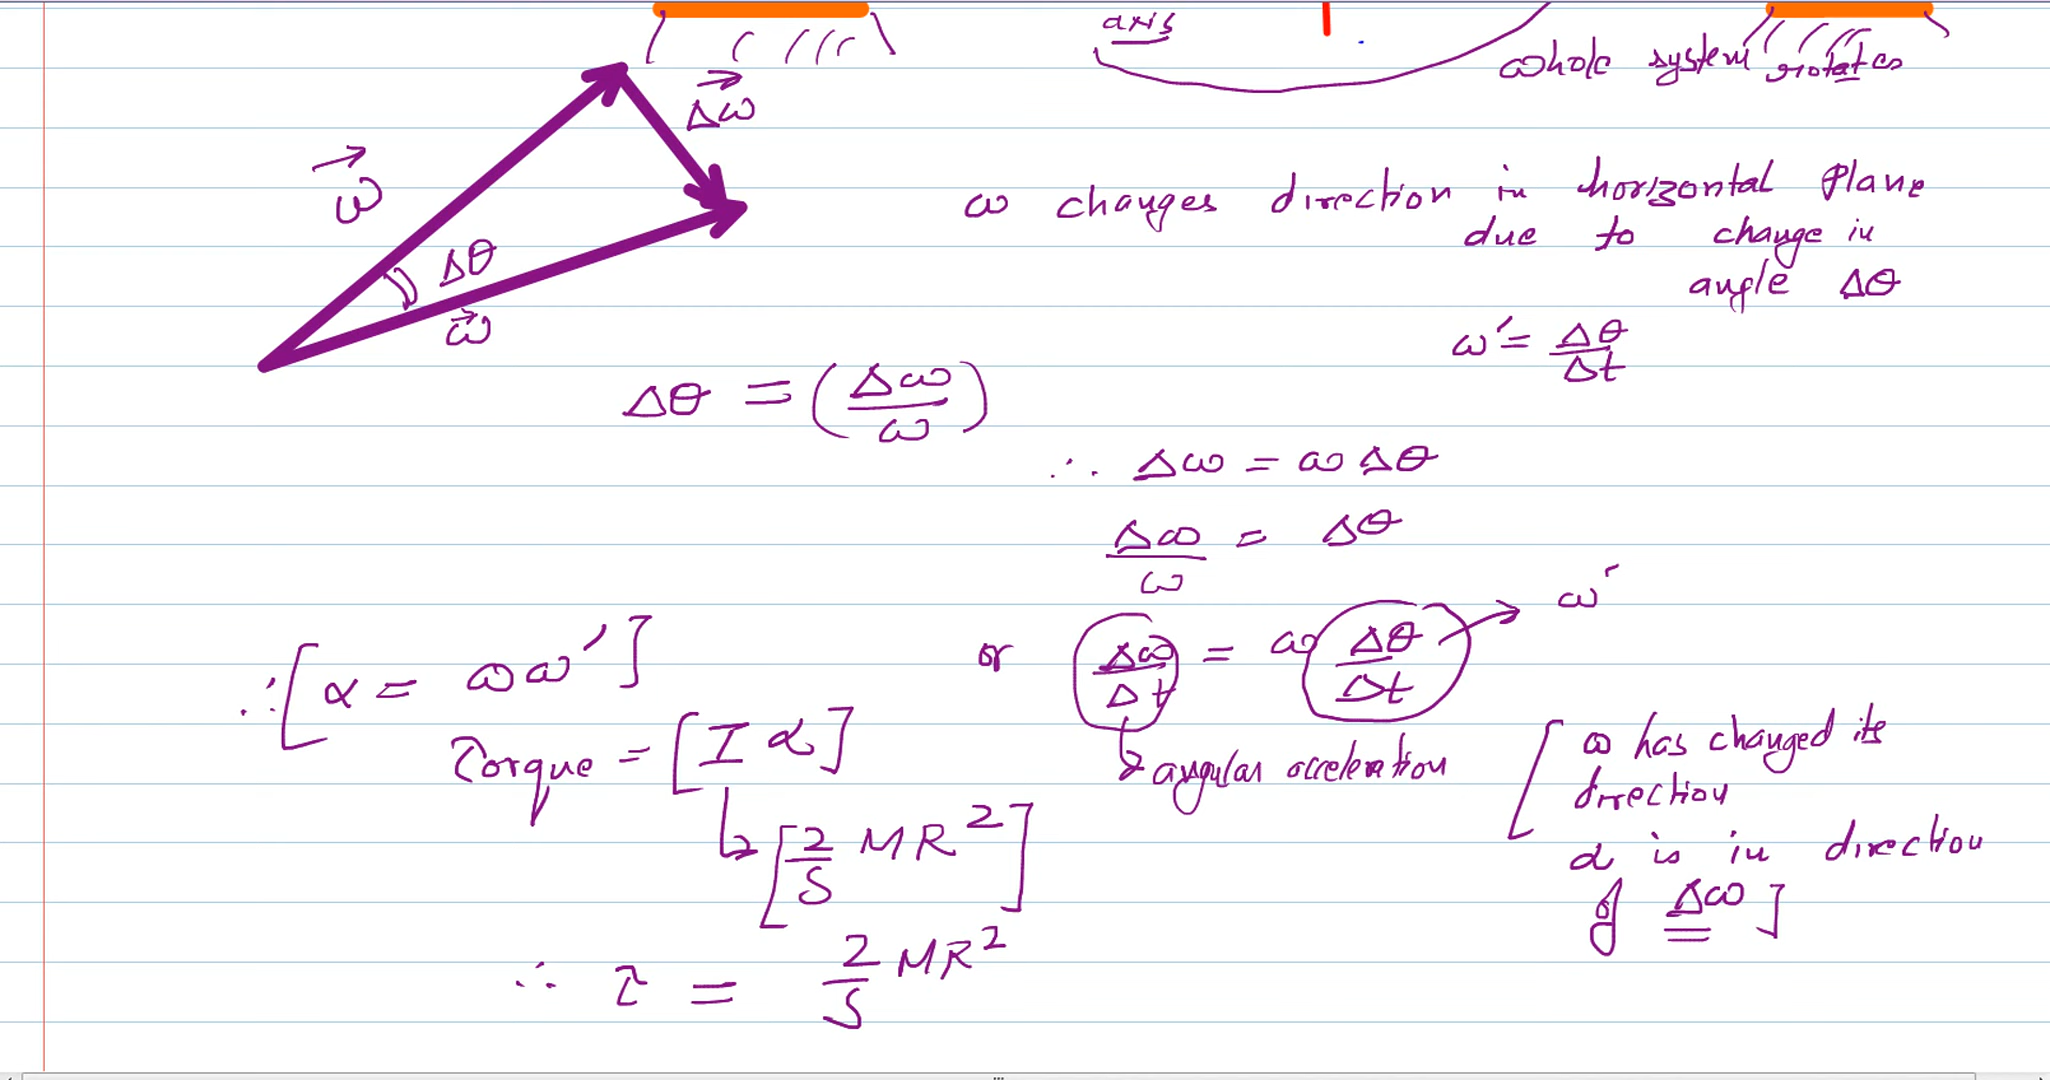 axis
whole system rotates
Δω⃗
ω⃗
ω changes direction in horizontal plane
due to change in
angle Δθ
Δθ
ω⃗
ω′ = Δθ/Δt
Δθ = (Δω/ω)
∴ Δω = ω Δθ
Δω/ω = Δθ
or Δω/Δt = ω Δθ/Δt → ω′
∴ [α = ω ω′]
angular acceleration
Torque = [I α]
[2/5 MR²]
∴ τ = 2/5 MR²
[ω has changed its
direction
α is in direction
of Δω]